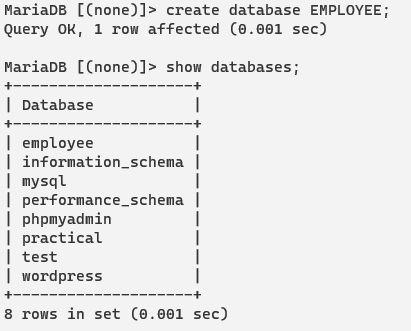 MariaDB [(none)]> create database EMPLOYEE;
Query OK, 1 row affected (0.001 sec)
MariaDB [(none)]> show databases;
+--------------------+
| Database           |
+--------------------+
| employee           |
| information_schema |
| mysql              |
| performance_schema |
| phpmyadmin         |
| practical          |
| test               |
| wordpress          |
+--------------------+
8 rows in set (0.001 sec)